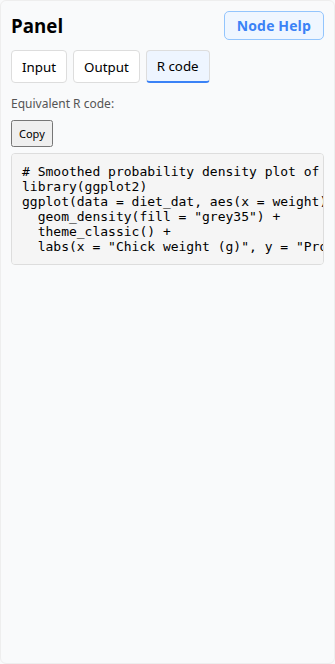 Panel
Node Help
Input
Output
R code
Equivalent R code:
Copy
# Smoothed probability density plot of
library(ggplot2)
ggplot(data = diet_dat, aes(x = weight)
geom_density(fill = "grey35") +
theme_classic() +
labs(x = "Chick weight (g)", y = "Pro